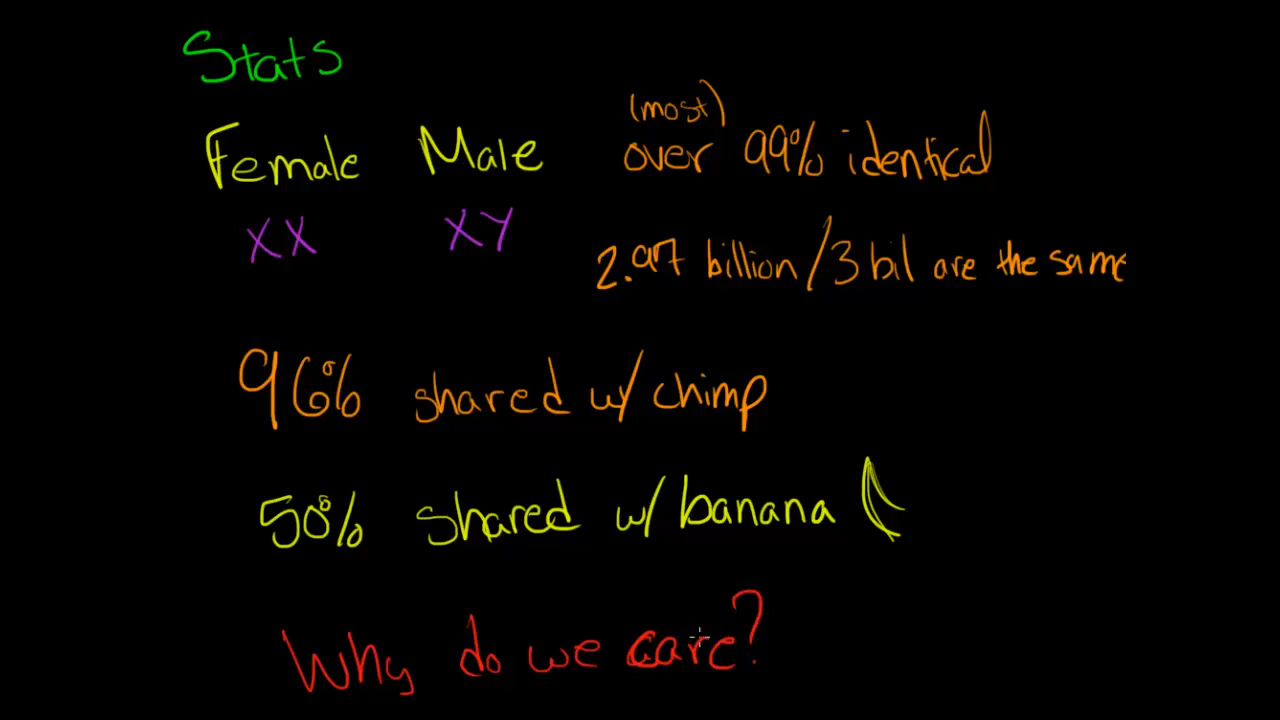 Stats
Female Male
(most)
over 99% identical
XX XY
2.97 billion/3 bil are the same
96% shared w/ chimp
50% shared w/ banana
Why do we care?